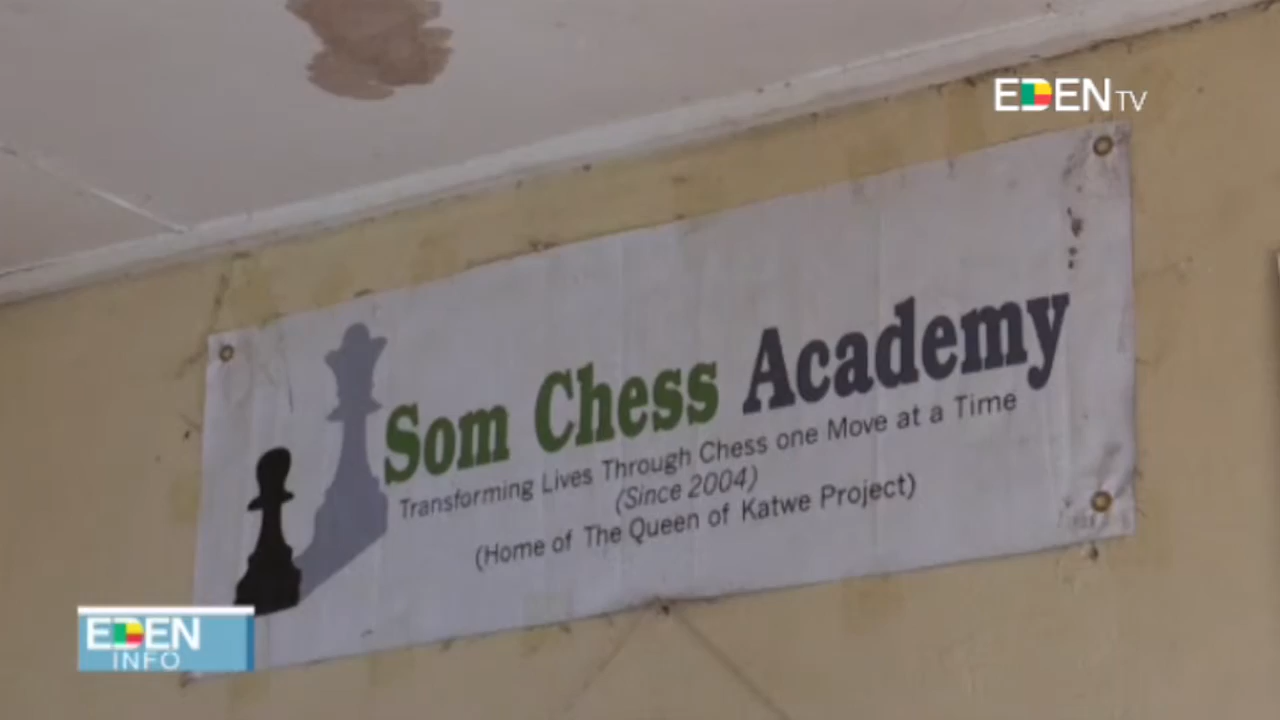 EDEN TV
Som Chess Academy
Transforming Lives Through Chess one Move at a Time
(Since 2004)
(Home of The Queen of Katwe Project)
EDEN
INFO